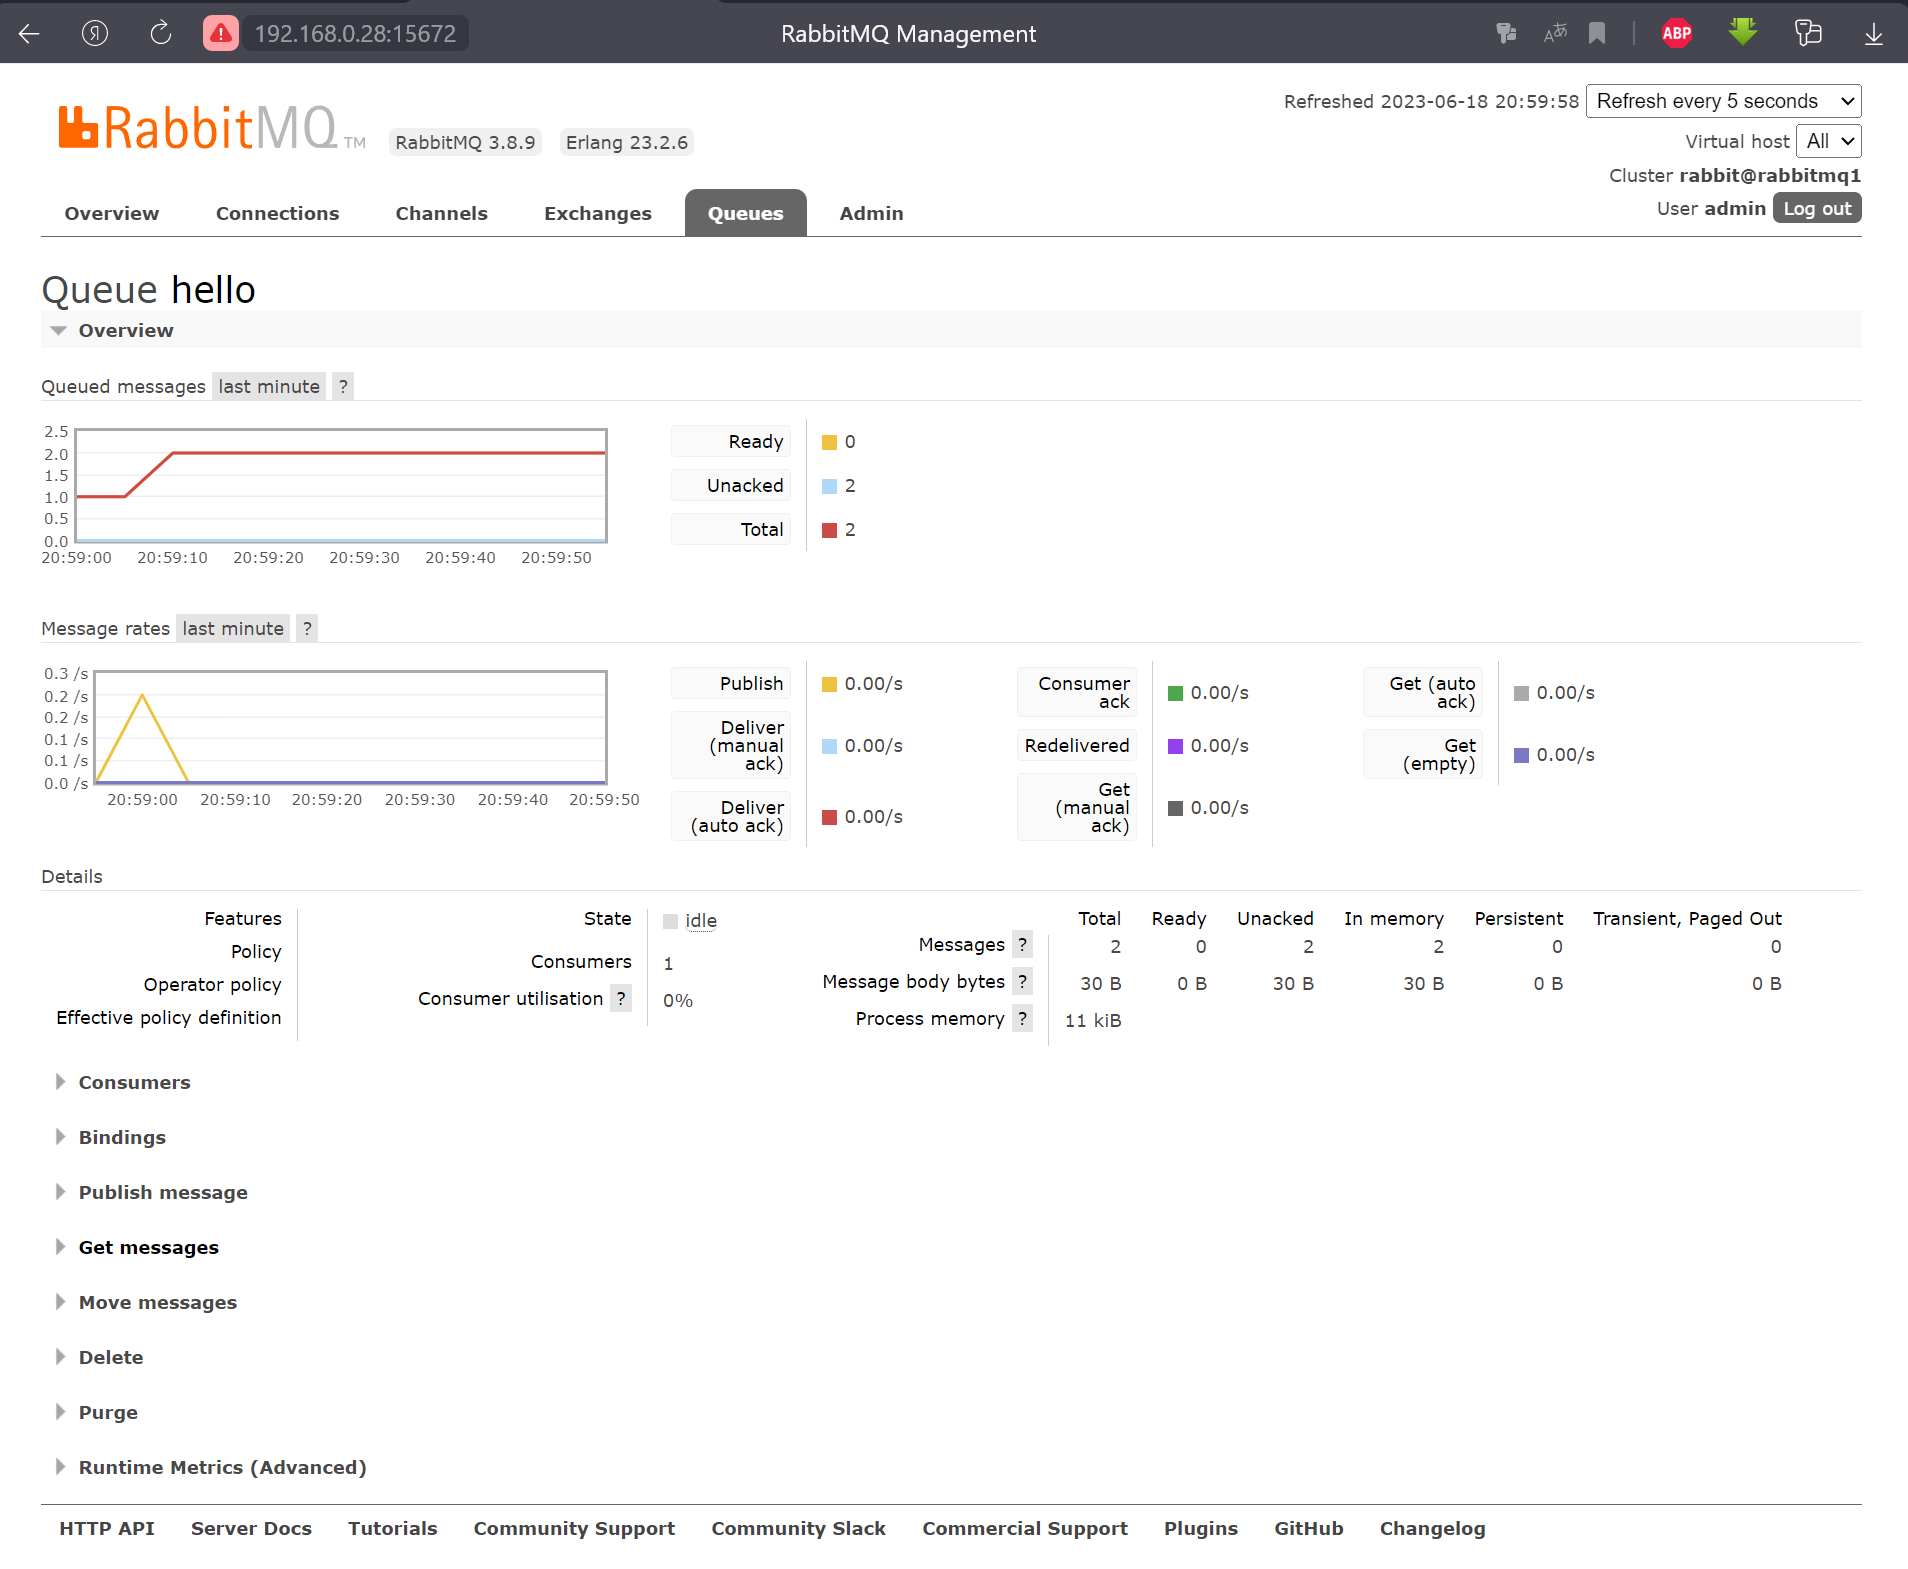 192.168.0.28:15672 RabbitMQ Management ABP
Refreshed 2023-06-18 20:59:58 Refresh every 5 seconds
RabbitMQ TM RabbitMQ 3.8.9 Erlang 23.2.6
Virtual host All
Cluster rabbit@rabbitmq1
User admin Log out
Overview Connections Channels Exchanges Queues Admin
Queue hello
Overview
Queued messages last minute ?
2.5
2.0
1.5
1.0
0.5
0.0
20:59:00 20:59:10 20:59:20 20:59:30 20:59:40 20:59:50
Ready 0
Unacked 2
Total 2
Message rates last minute ?
0.3 /s
0.2 /s
0.2 /s
0.1 /s
0.1 /s
0.0 /s
20:59:00 20:59:10 20:59:20 20:59:30 20:59:40 20:59:50
Publish 0.00/s
Deliver
(manual
ack) 0.00/s
Deliver
(auto ack) 0.00/s
Consumer
ack 0.00/s
Redelivered 0.00/s
Get
(manual
ack) 0.00/s
Get (auto
ack) 0.00/s
Get
(empty) 0.00/s
Details
Features
Policy
Operator policy
Effective policy definition
State idle
Consumers 1
Consumer utilisation ? 0%
Total Ready Unacked In memory Persistent Transient, Paged Out
Messages ? 2 0 2 2 0 0
Message body bytes ? 30 B 0 B 30 B 30 B 0 B 0 B
Process memory ? 11 kiB
Consumers
Bindings
Publish message
Get messages
Move messages
Delete
Purge
Runtime Metrics (Advanced)
HTTP API Server Docs Tutorials Community Support Community Slack Commercial Support Plugins GitHub Changelog